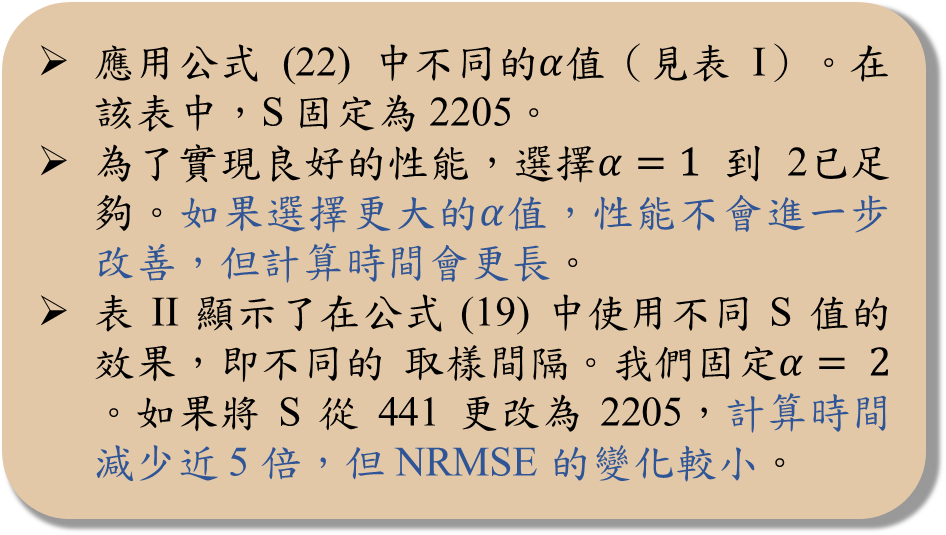 ➢ 應用公式 (22) 中不同的𝛼值（見表 I）。在
該表中，S 固定為 2205。
➢ 為了實現良好的性能，選擇𝛼 = 1 到 2已足
夠。如果選擇更大的𝛼值，性能不會進一步
改善，但計算時間會更長。
➢ 表 II 顯示了在公式 (19) 中使用不同 S 值的
效果，即不同的 取樣間隔。我們固定𝛼 = 2
。如果將 S 從 441 更改為 2205，計算時間
減少近 5 倍，但 NRMSE 的變化較小。